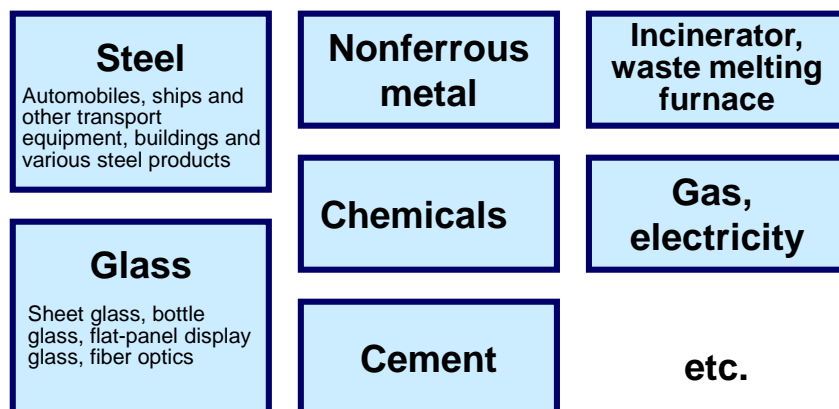 Steel
Automobiles, ships and
other transport
equipment, buildings and
various steel products
Glass
Sheet glass, bottle
glass, flat-panel display
glass, fiber optics
Nonferrous
metal
Chemicals
Cement
Incinerator,
waste melting
furnace
Gas,
electricity
etc.